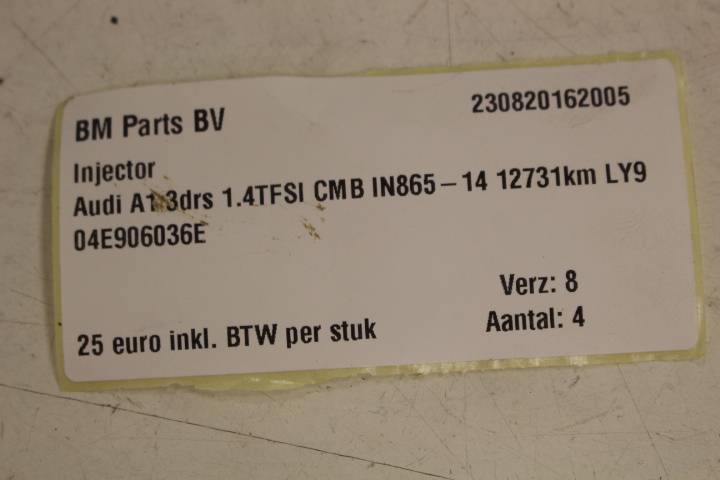 BM Parts BV 230820162005
Injector
Audi A1 3drs 1.4TFSI CMB IN865-14 12731km LY9
04E906036E
Verz: 8
25 euro inkl. BTW per stuk Aantal: 4